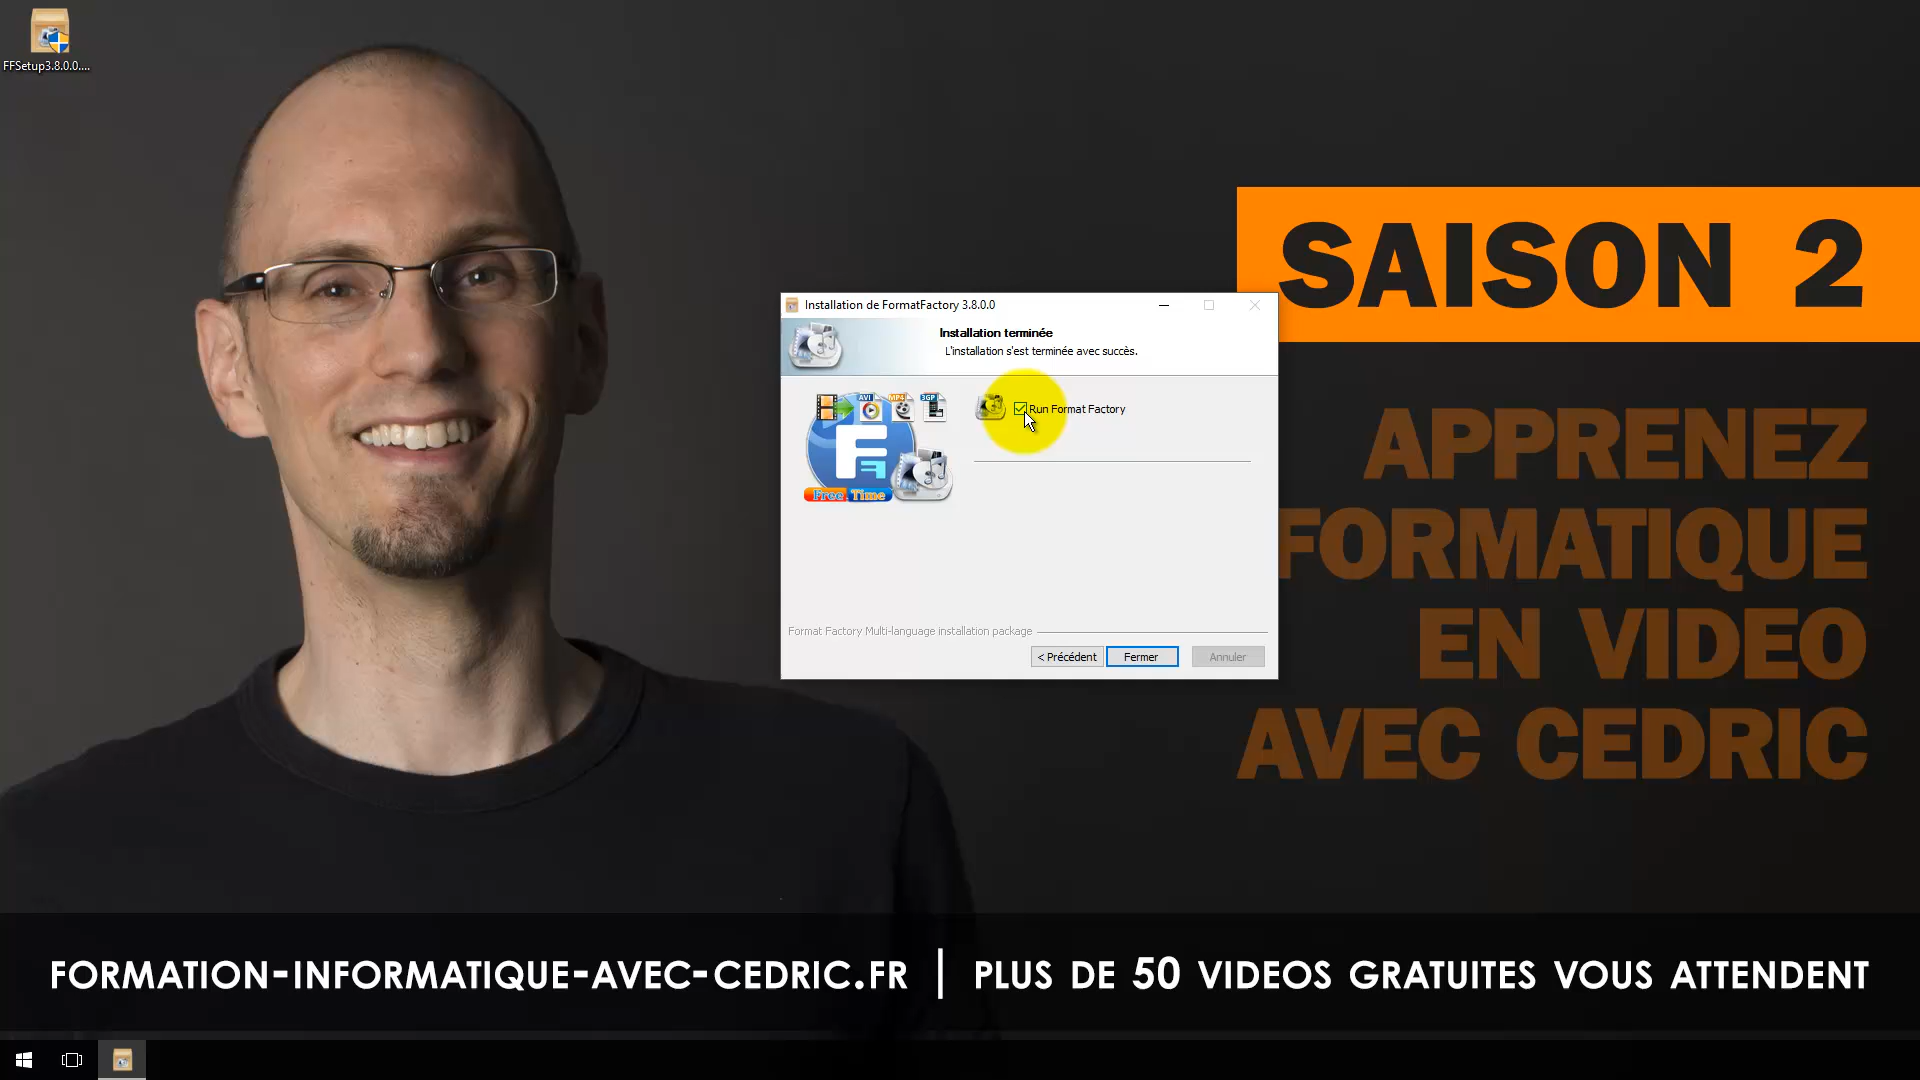 FFSetup3.8.0.0....
SAISON 2
Installation de FormatFactory 3.8.0.0
Installation terminée
L'installation s'est terminée avec succès.
AVI
MP4
3GP
Run Format Factory
Free Time
APPRENEZ
FORMATIQUE
EN VIDEO
AVEC CEDRIC
Format Factory Multi-language installation package
< Précédent
Fermer
Annuler
FORMATION-INFORMATIQUE-AVEC-CEDRIC.FR | PLUS DE 50 VIDEOS GRATUITES VOUS ATTENDENT